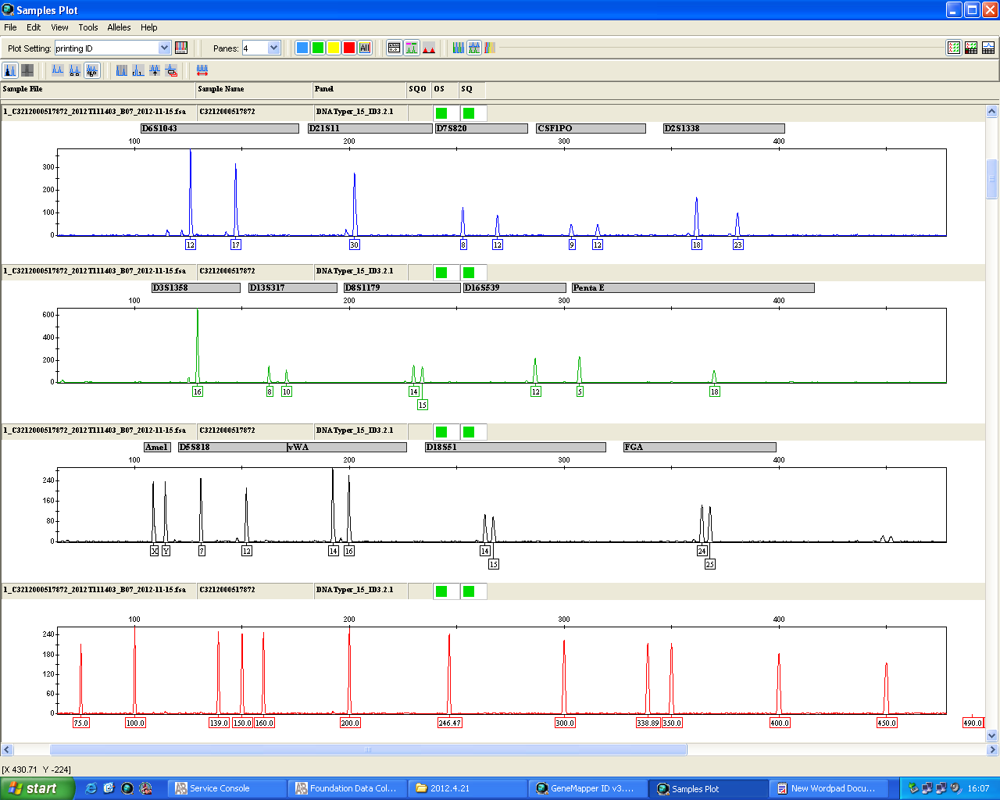 Samples Plot
File Edit View Tools Alleles Help
Plot Setting: printing ID Panes: 4 All
Sample File Sample Name Panel SQO OS SQ
1_C3212000517872_2012T111403_B07_2012-11-15.fsa C3212000517872 DNATyper_15_ID3.2.1
D6S1043 D21S11 D7S820 CSF1PO D2S1338
100 200 300 400
300
200
100
0
12 17 30 8 12 9 12 18 23
1_C3212000517872_2012T111403_B07_2012-11-15.fsa C3212000517872 DNATyper_15_ID3.2.1
D3S1358 D13S317 D8S1179 D16S539 Penta E
100 200 300 400
600
400
200
0
16 8 10 14 12 5 18
15
1_C3212000517872_2012T111403_B07_2012-11-15.fsa C3212000517872 DNATyper_15_ID3.2.1
Amel D5S818 vWA D18S51 FGA
100 200 300 400
240
160
80
0
X Y 7 12 14 16 14 24
15 25
1_C3212000517872_2012T111403_B07_2012-11-15.fsa C3212000517872 DNATyper_15_ID3.2.1
100 200 300 400
240
180
120
60
0
75.0 100.0 139.0 150.0 160.0 200.0 246.47 300.0 338.89 350.0 400.0 450.0 490.0
[X 430.71 Y -224]
start Service Console Foundation Data Col... 2012.4.21 GeneMapper ID v3.... Samples Plot New Wordpad Docu... 16:07